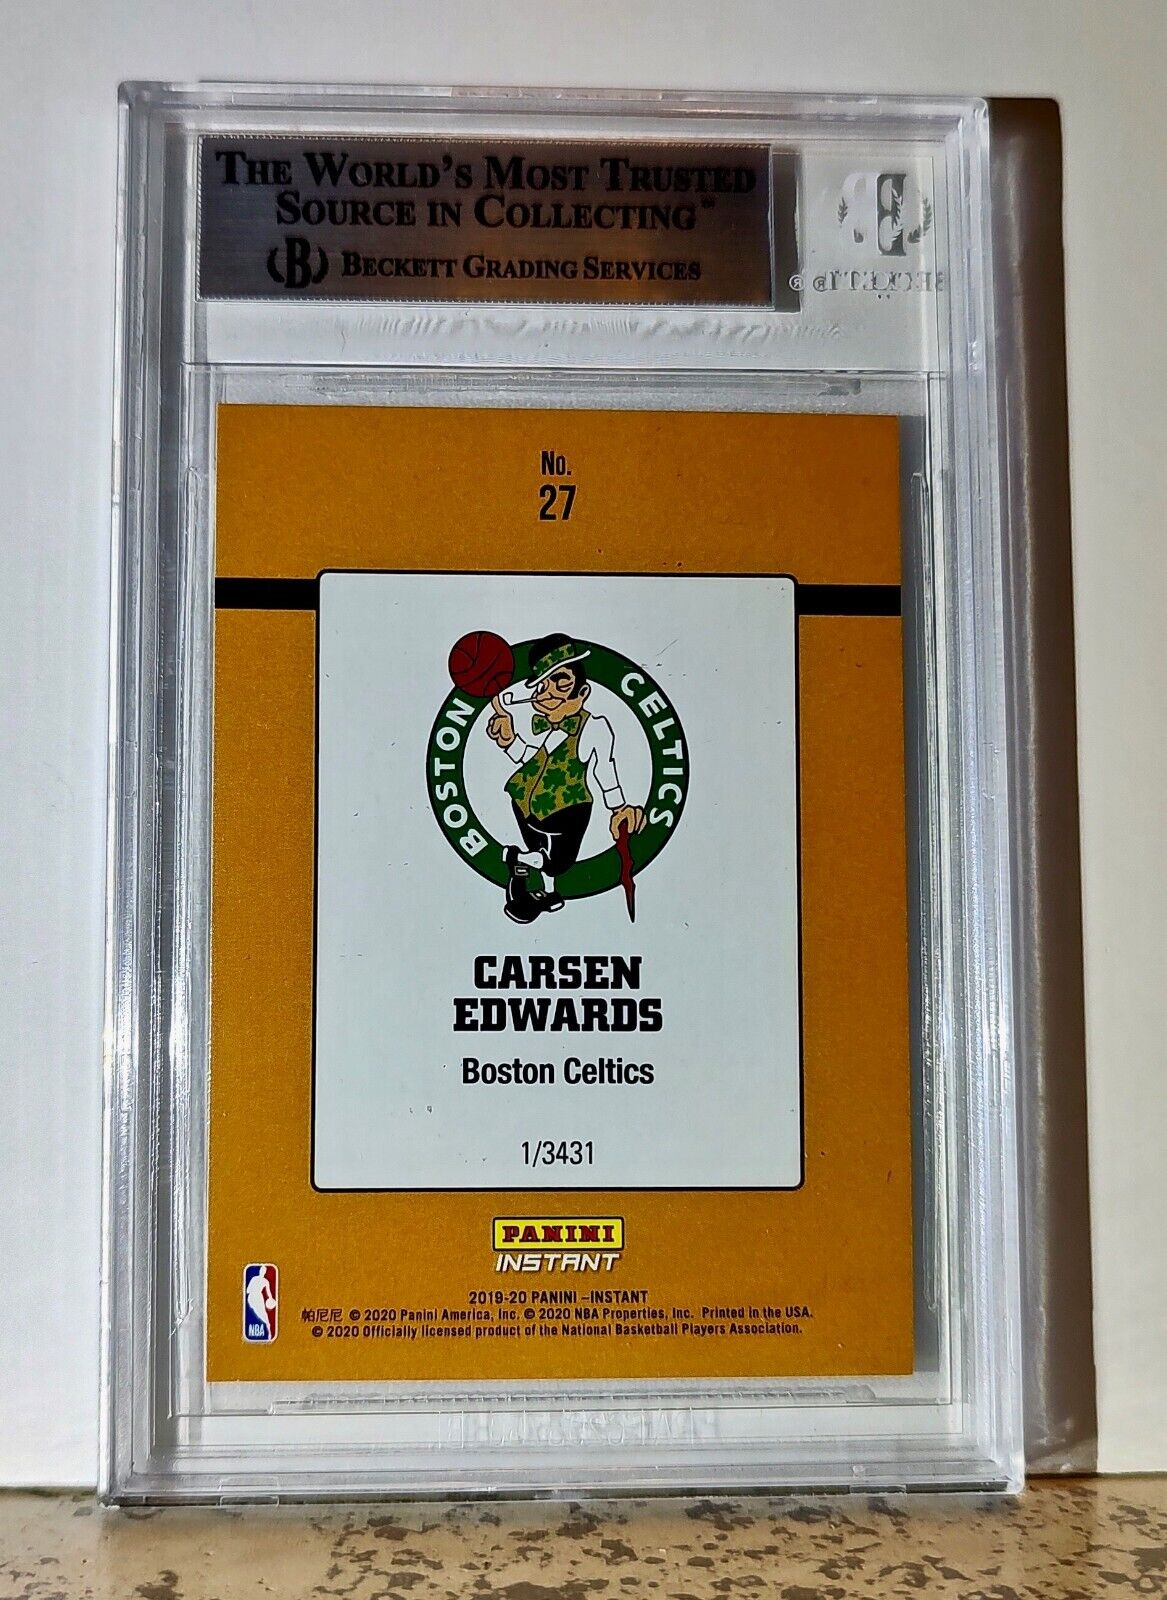 THE WORLD'S MOST TRUSTED
SOURCE IN COLLECTING™
(B) BECKETT GRADING SERVICES
No.
27
BOSTON CELTICS
CARSEN
EDWARDS
Boston Celtics
1/3431
PANINI
INSTANT
2019-20 PANINI –INSTANT
帕尼尼 © 2020 Panini America, Inc. © 2020 NBA Properties, Inc. Printed in the USA.
© 2020 Officially licensed product of the National Basketball Players Association.
NBA